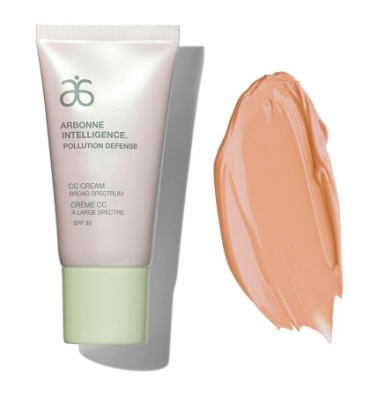 ARBONNE
INTELLIGENCE.
POLLUTION DEFENSE
CC CREAM
BROAD SPECTRUM
CRÈME CC
À LARGE SPECTRE
SPF 30